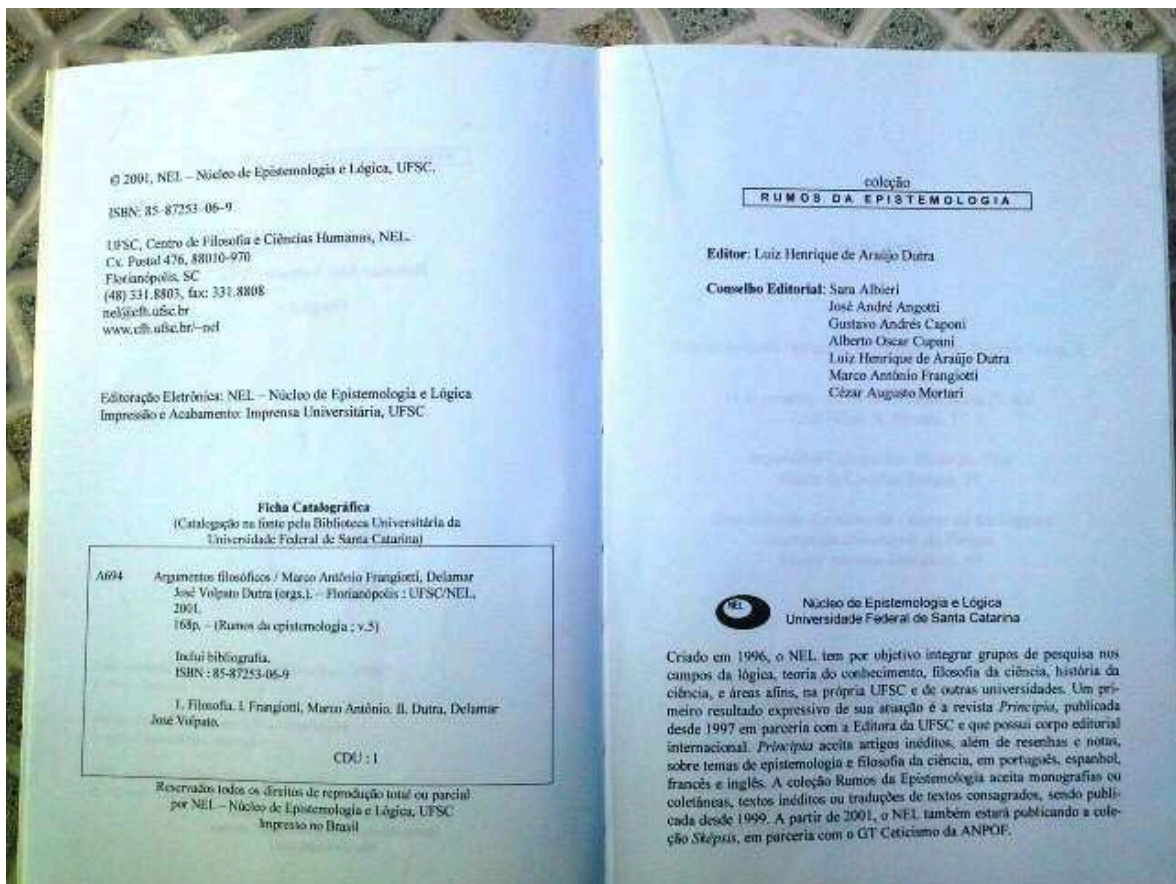 © 2001, NEL – Núcleo de Epistemologia e Lógica, UFSC.
ISBN: 85-87253-06-9
UFSC, Centro de Filosofia e Ciências Humanas, NEL.
Cx. Postal 476, 88010-970
Florianópolis, SC
(48) 331.8803, fax: 331.8808
nel@cfh.ufsc.br
www.cfh.ufsc.br/~nel
Editoração Eletrônica: NEL – Núcleo de Epistemologia e Lógica
Impressão e Acabamento: Imprensa Universitária, UFSC
Ficha Catalográfica
(Catalogação na fonte pela Biblioteca Universitária da
Universidade Federal de Santa Catarina)
A694 Argumentos filosóficos / Marco Antônio Frangiotti, Delamar
José Volpato Dutra (orgs.). – Florianópolis : UFSC/NEL,
2001.
168p. – (Rumos da epistemologia ; v.5)
Inclui bibliografia.
ISBN : 85-87253-06-9
1. Filosofia. I. Frangiotti, Marco Antônio. II. Dutra, Delamar
José Volpato.
CDU : 1
Reservados todos os direitos de reprodução total ou parcial
por NEL – Núcleo de Epistemologia e Lógica, UFSC
Impresso no Brasil
coleção
RUMOS DA EPISTEMOLOGIA
Editor: Luiz Henrique de Araújo Dutra
Conselho Editorial: Sara Albieri
José André Angotti
Gustavo Andrés Caponi
Alberto Oscar Cupani
Luiz Henrique de Araújo Dutra
Marco Antônio Frangiotti
Cézar Augusto Mortari
NEL
Núcleo de Epistemologia e Lógica
Universidade Federal de Santa Catarina
Criado em 1996, o NEL tem por objetivo integrar grupos de pesquisa nos
campos da lógica, teoria do conhecimento, filosofia da ciência, história da
ciência, e áreas afins, na própria UFSC e de outras universidades. Um pri-
meiro resultado expressivo de sua atuação é a revista Principia, publicada
desde 1997 em parceria com a Editora da UFSC e que possui corpo editorial
internacional. Principia aceita artigos inéditos, além de resenhas e notas,
sobre temas de epistemologia e filosofia da ciência, em português, espanhol,
francês e inglês. A coleção Rumos da Epistemologia aceita monografias ou
coletâneas, textos inéditos ou traduções de textos consagrados, sendo publi-
cada desde 1999. A partir de 2001, o NEL também estará publicando a cole-
ção Sképsis, em parceria com o GT Ceticismo da ANPOF.